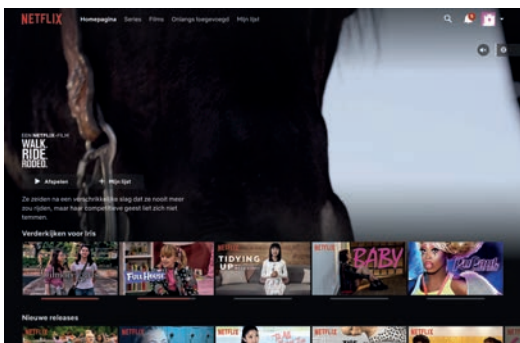 NETFLIX Homepagina Series Films Onlangs toegevoegd Mijn lijst
EEN NETFLIX-FILM
WALK.
RIDE.
RODEO.
Afspelen + Mijn lijst
Ze zeiden na een verschrikkelijke slag dat ze nooit meer
zou rijden, maar haar competitieve geest liet zich niet
temmen.
Verderkijken voor Iris
FULL HOUSE
NETFLIX
TIDYING
UP
NETFLIX
BABY
Nieuwe releases
NETFLIX
NETFLIX
NETFLIX
NETFLIX